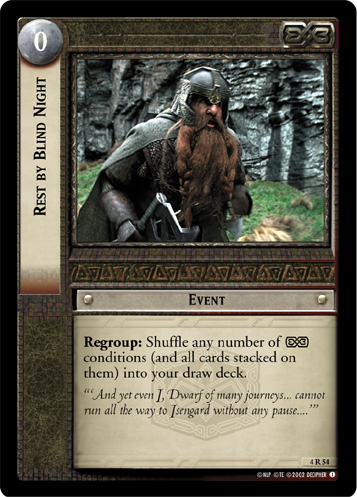 0
REST BY BLIND NIGHT
EVENT
Regroup: Shuffle any number of
conditions (and all cards stacked
on them) into your draw deck.
“‘And yet even I, Dwarf of many journeys... cannot
run all the way to Isengard without any pause....’”
4 R 54
©NLP ©TE ©2002 DECIPHER 1